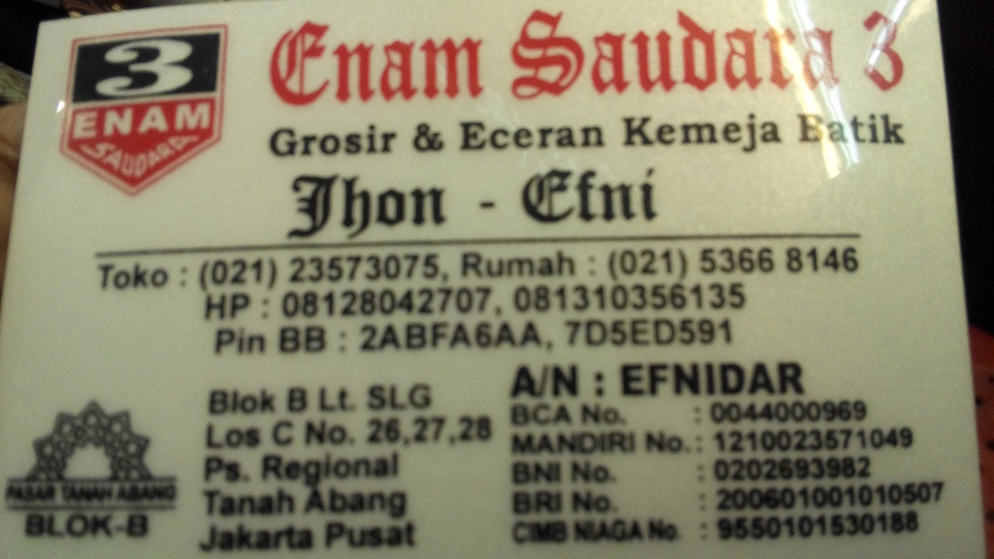 3
ENAM
SAUDARA
Enam Saudara 3
Grosir & Eceran Kemeja Batik
Jhon - Efni
Toko : (021) 23573075, Rumah : (021) 5366 8146
HP : 08128042707, 081310356135
Pin BB : 2ABFA6AA, 7D5ED591
PASAR TANAH ABANG
BLOK-B
Blok B Lt. SLG
Los C No. 26,27,28
Ps. Regional
Tanah Abang
Jakarta Pusat
A/N : EFNIDAR
BCA No. : 0044000969
MANDIRI No. : 1210023571049
BNI No. : 0202693982
BRI No. : 200601001010507
CIMB NIAGA No. : 9550101530188